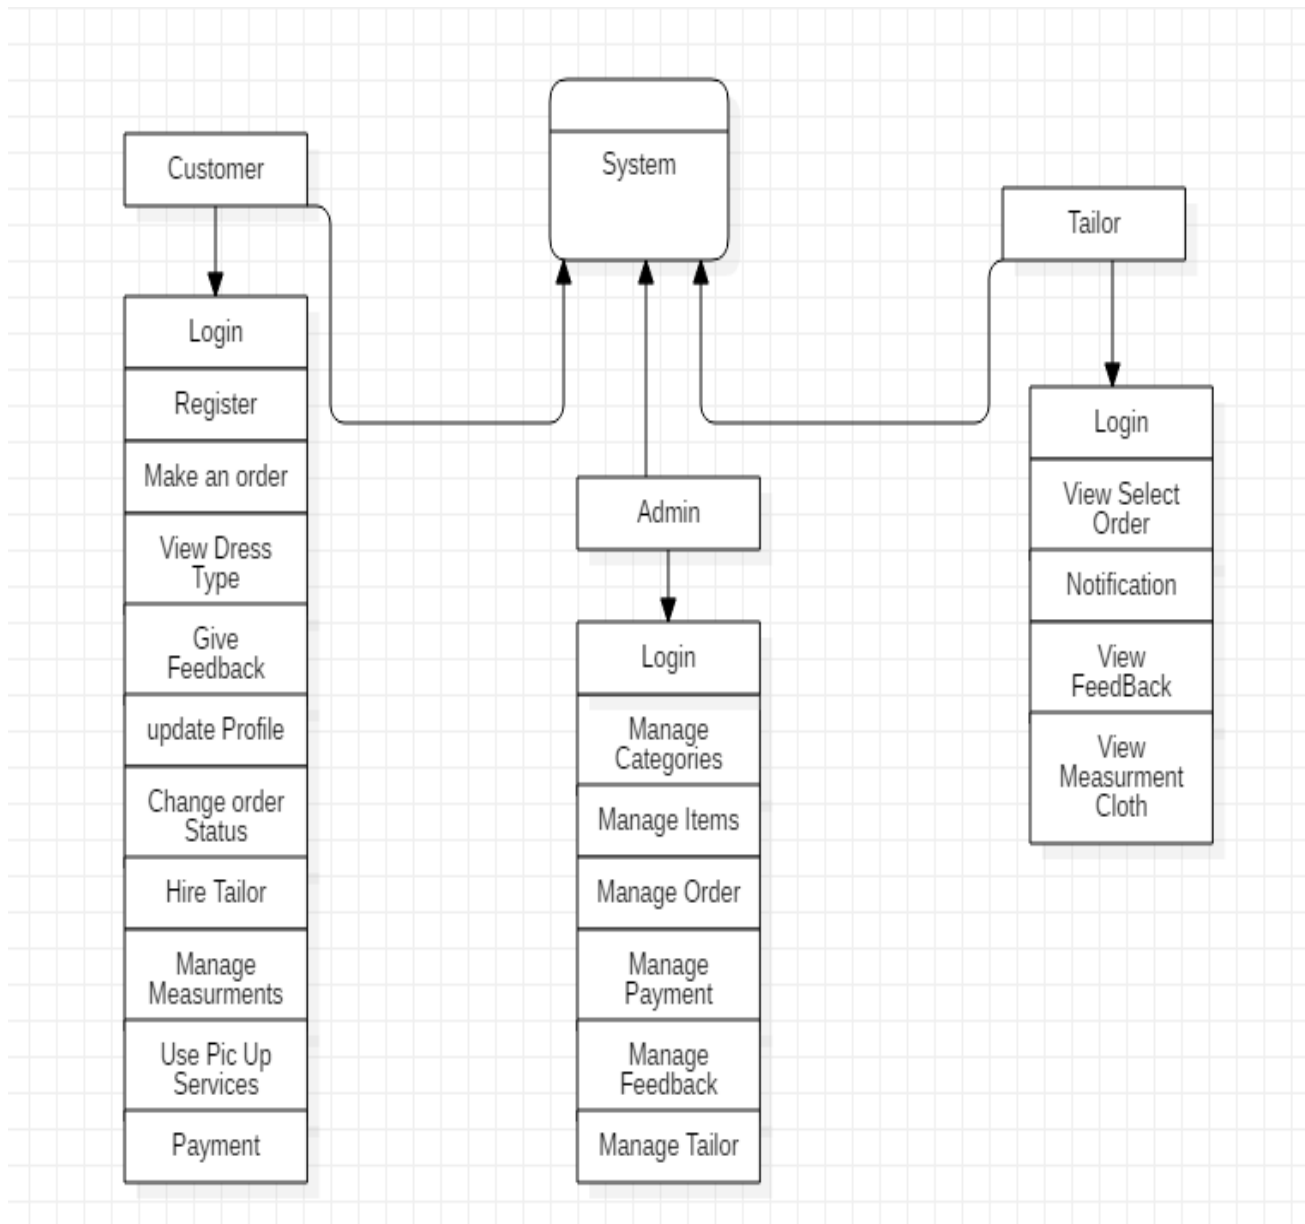 System
Customer
Login
Register
Make an order
View Dress
Type
Give
Feedback
update Profile
Change order
Status
Hire Tailor
Manage
Measurments
Use Pic Up
Services
Payment
Admin
Login
Manage
Categories
Manage Items
Manage Order
Manage
Payment
Manage
Feedback
Manage Tailor
Tailor
Login
View Select
Order
Notification
View
FeedBack
View
Measurment
Cloth